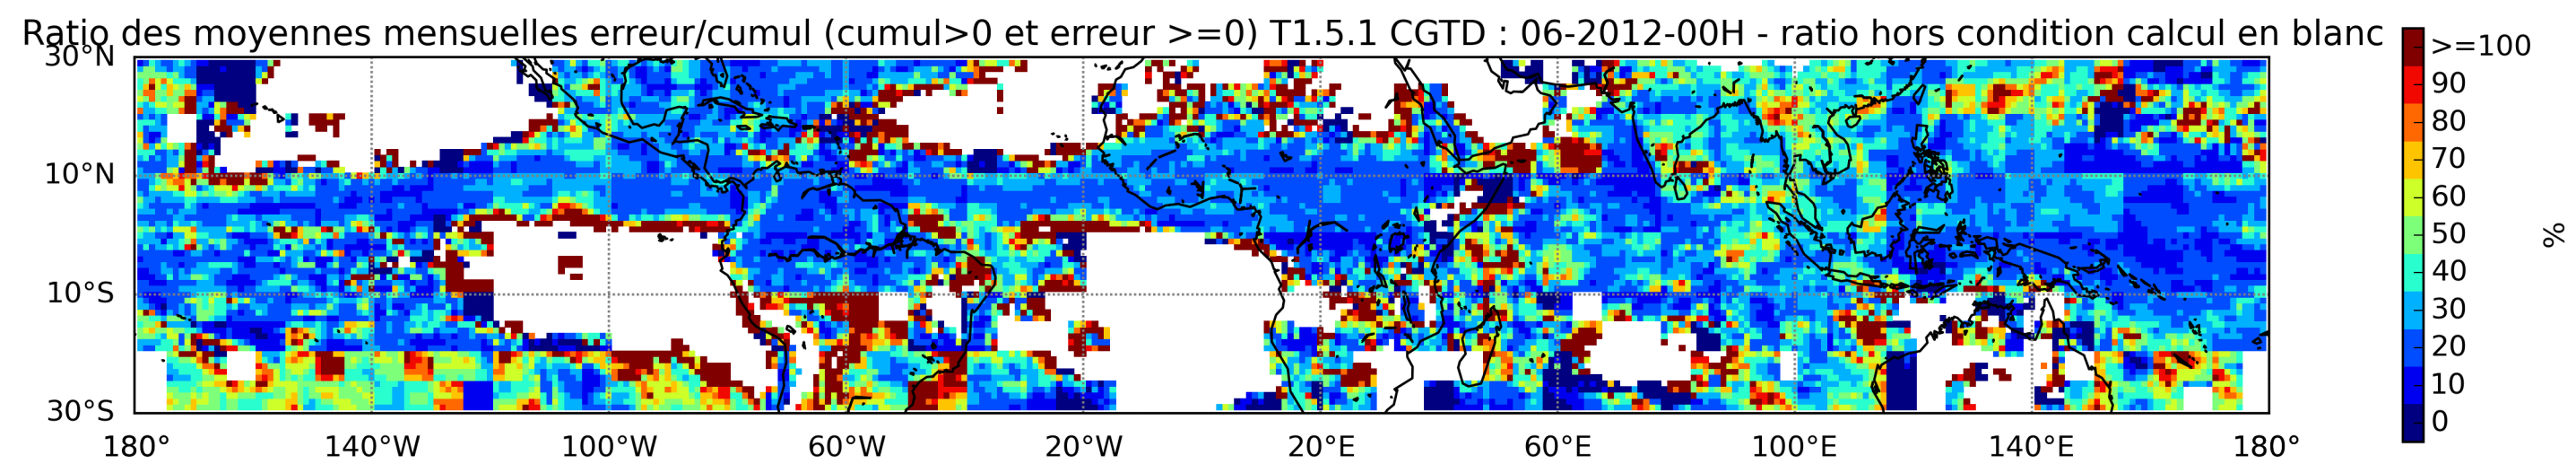 Ratio des moyennes mensuelles erreur/cumul (cumul>0 et erreur >=0) T1.5.1 CGTD : 06-2012-00H - ratio hors condition calcul en blanc
30°N
10°N
10°S
30°S
180° 140°W 100°W 60°W 20°W 20°E 60°E 100°E 140°E 180°
>=100
90
80
70
60
50
40
30
20
10
0
%